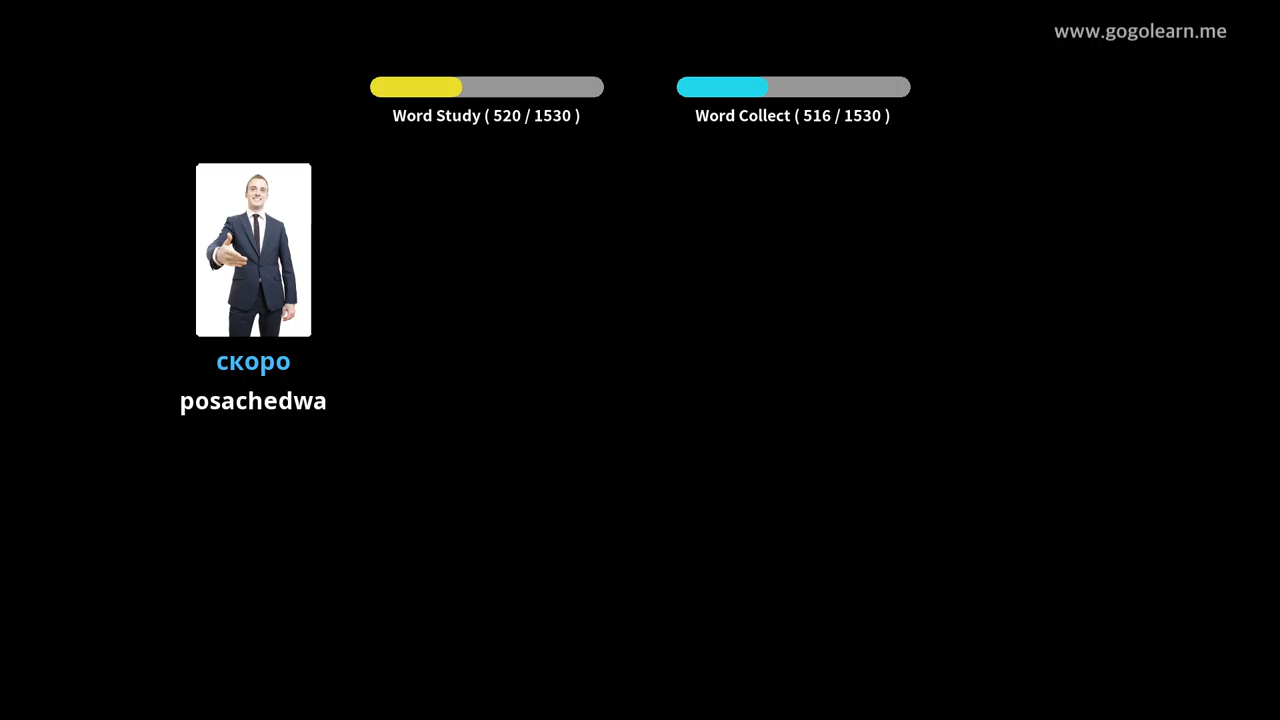 www.gogolearn.me
Word Study ( 520 / 1530 )
Word Collect ( 516 / 1530 )
скоро
posachedwa